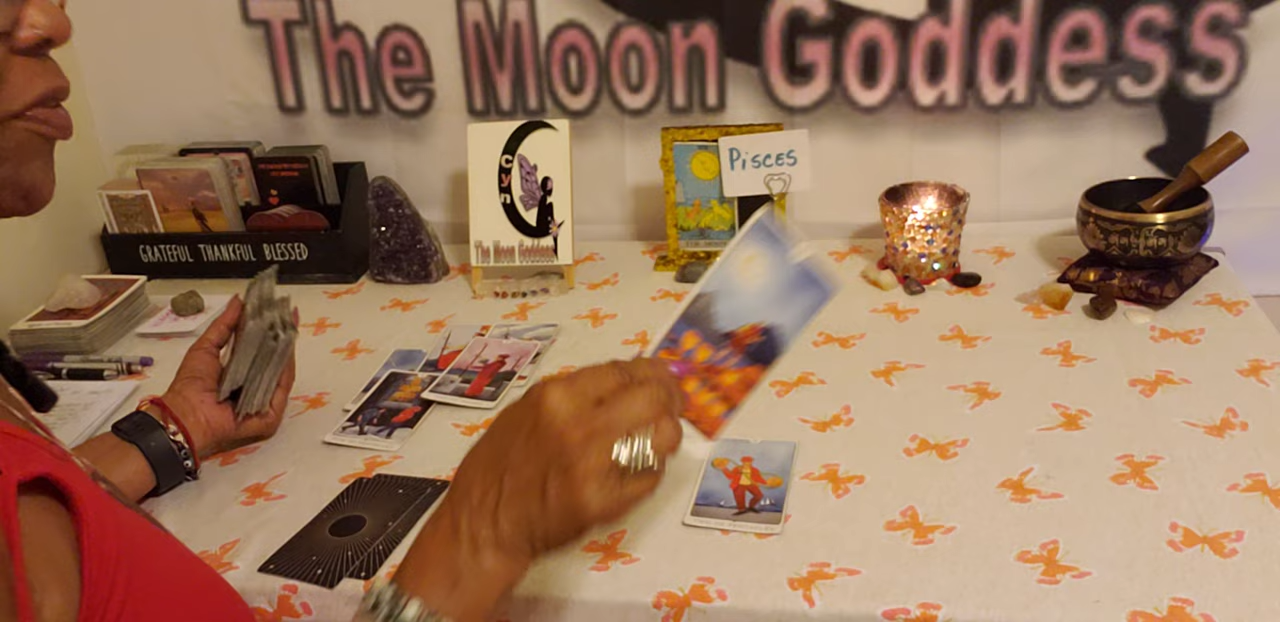 The Moon Goddess
Cyn
The Moon Goddess
Pisces
GRATEFUL THANKFUL BLESSED